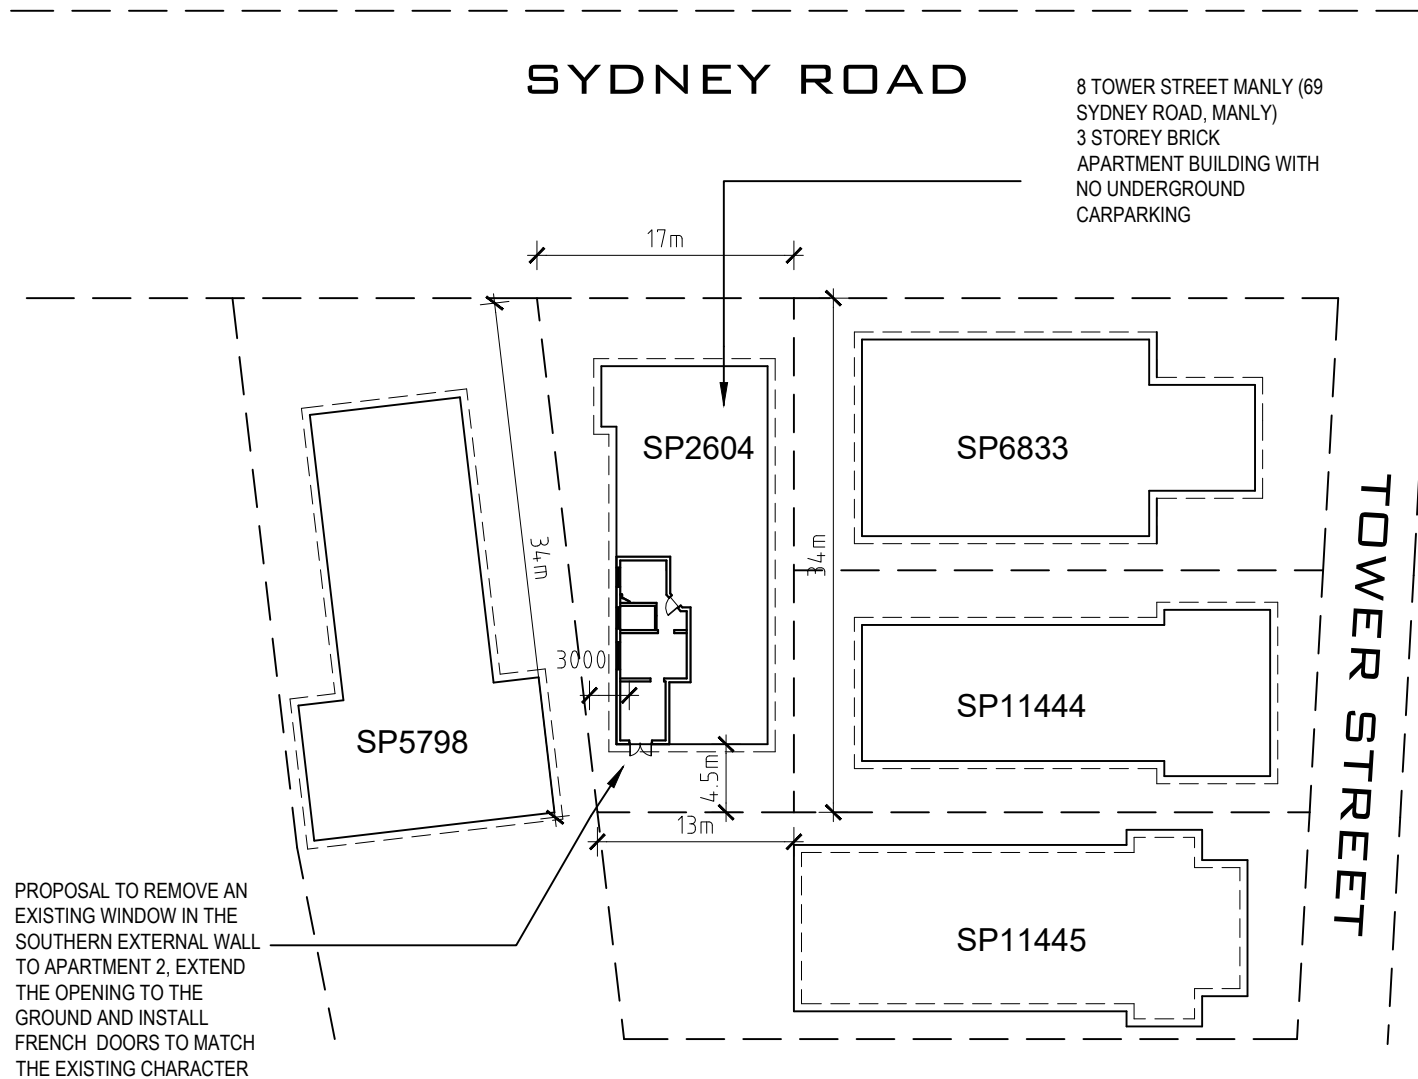 SYDNEY ROAD
8 TOWER STREET MANLY (69
SYDNEY ROAD, MANLY)
3 STOREY BRICK
APARTMENT BUILDING WITH
NO UNDERGROUND
CARPARKING
17m
SP2604
SP6833
34m
34m
TOWER STREET
3000
SP5798
SP11444
4.5m
13m
SP11445
PROPOSAL TO REMOVE AN
EXISTING WINDOW IN THE
SOUTHERN EXTERNAL WALL
TO APARTMENT 2, EXTEND
THE OPENING TO THE
GROUND AND INSTALL
FRENCH DOORS TO MATCH
THE EXISTING CHARACTER